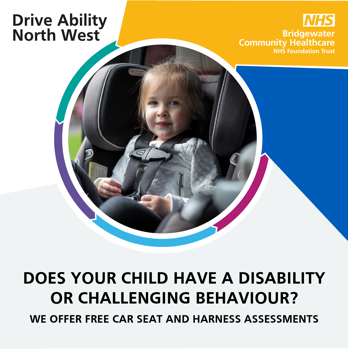 Drive Ability
North West
NHS
Bridgewater
Community Healthcare
NHS Foundation Trust
DOES YOUR CHILD HAVE A DISABILITY
OR CHALLENGING BEHAVIOUR?
WE OFFER FREE CAR SEAT AND HARNESS ASSESSMENTS